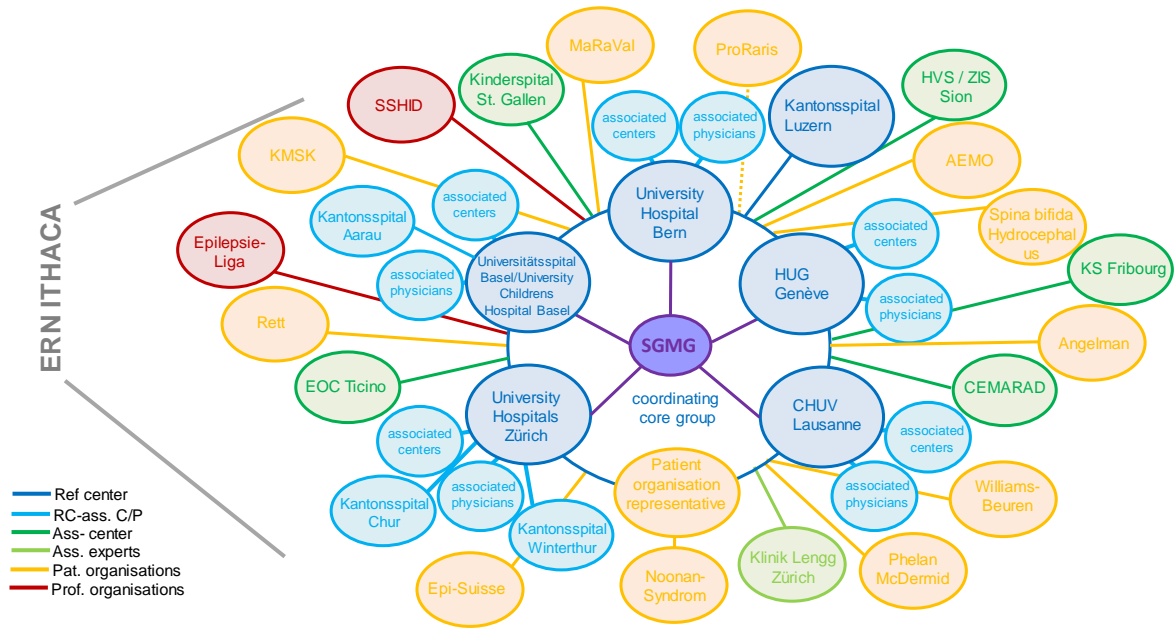 MaRaVal
ProRaris
Kinderspital
St. Gallen
HVS / ZIS
Sion
SSHID
associated
centers
associated
physicians
Kantonsspital
Luzern
KMSK
AEMO
associated
centers
University
Hospital
Bern
Spina bifida
Hydrocephal
us
Kantonsspital
Aarau
associated
centers
Epilepsie-
Liga
associated
physicians
Universitätsspital
Basel/University
Childrens
Hospital Basel
HUG
Genève
KS Fribourg
associated
physicians
ERN ITHACA
Rett
SGMG
Angelman
EOC Ticino
CEMARAD
University
Hospitals
Zürich
coordinating
core group
CHUV
Lausanne
associated
centers
associated
centers
Patient
organisation
representative
associated
physicians
associated
physicians
Williams-
Beuren
Kantonsspital
Chur
Kantonsspital
Winterthur
Klinik Lengg
Zürich
Phelan
McDermid
Epi-Suisse
Noonan-
Syndrom
Ref center
RC-ass. C/P
Ass- center
Ass. experts
Pat. organisations
Prof. organisations